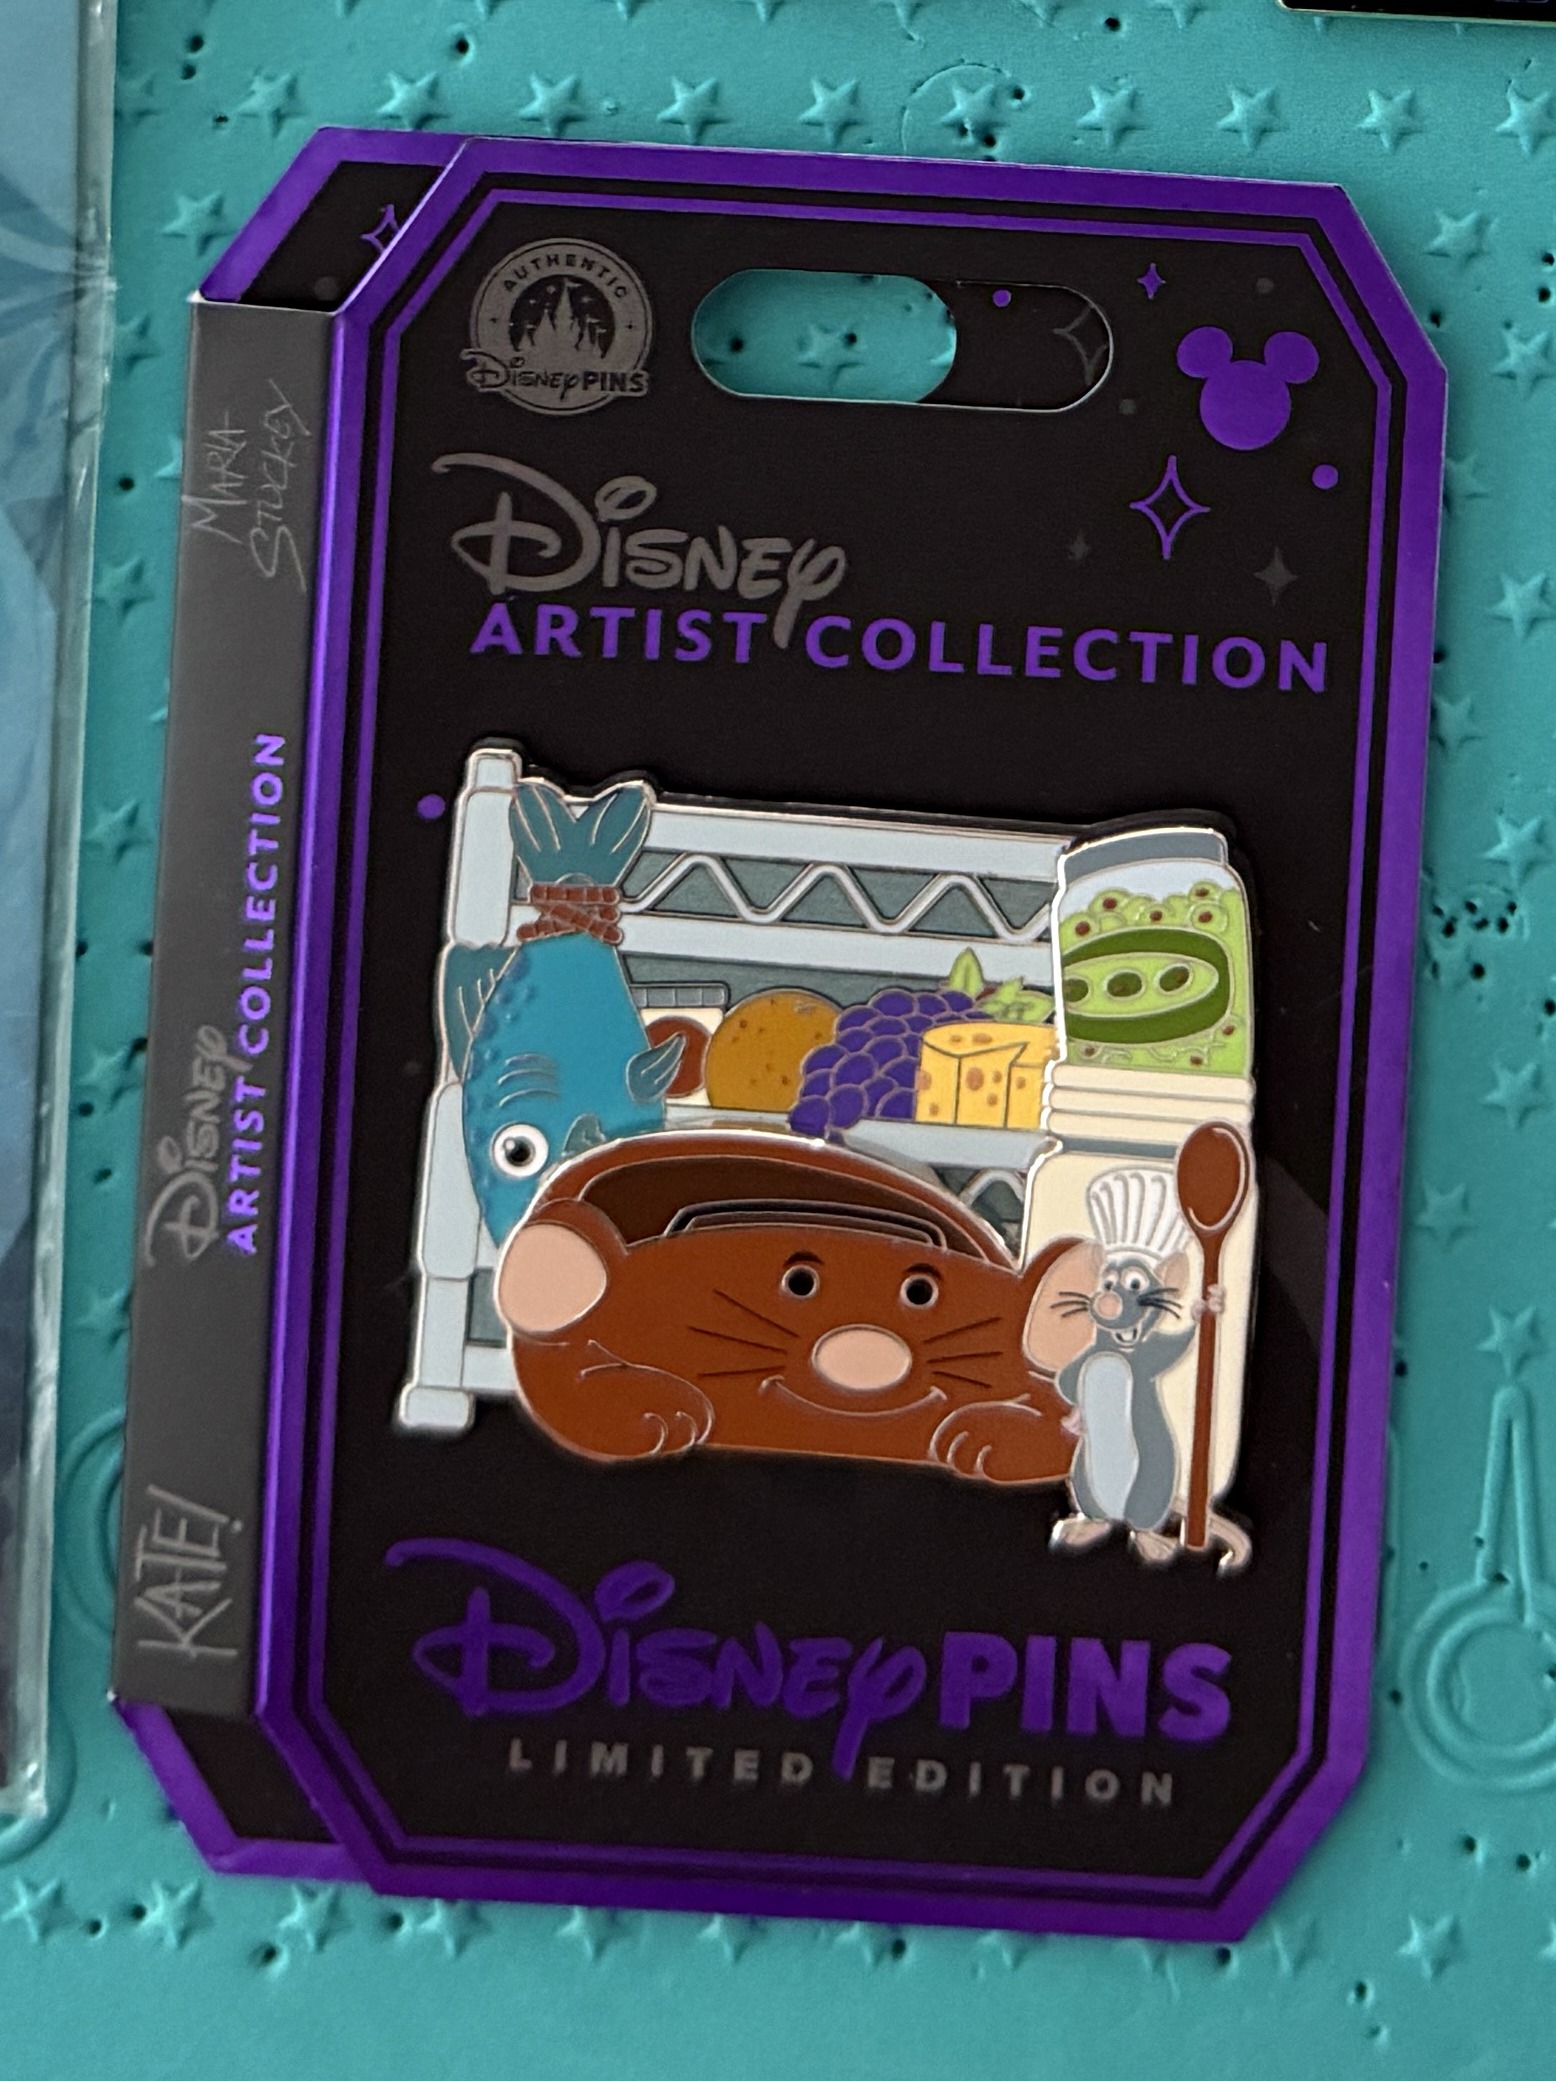 AUTHENTIC
Disney PINS
Disney
ARTIST COLLECTION
MARIA
STUCKEY
Disney
ARTIST COLLECTION
KATE!
Disney PINS
LIMITED EDITION